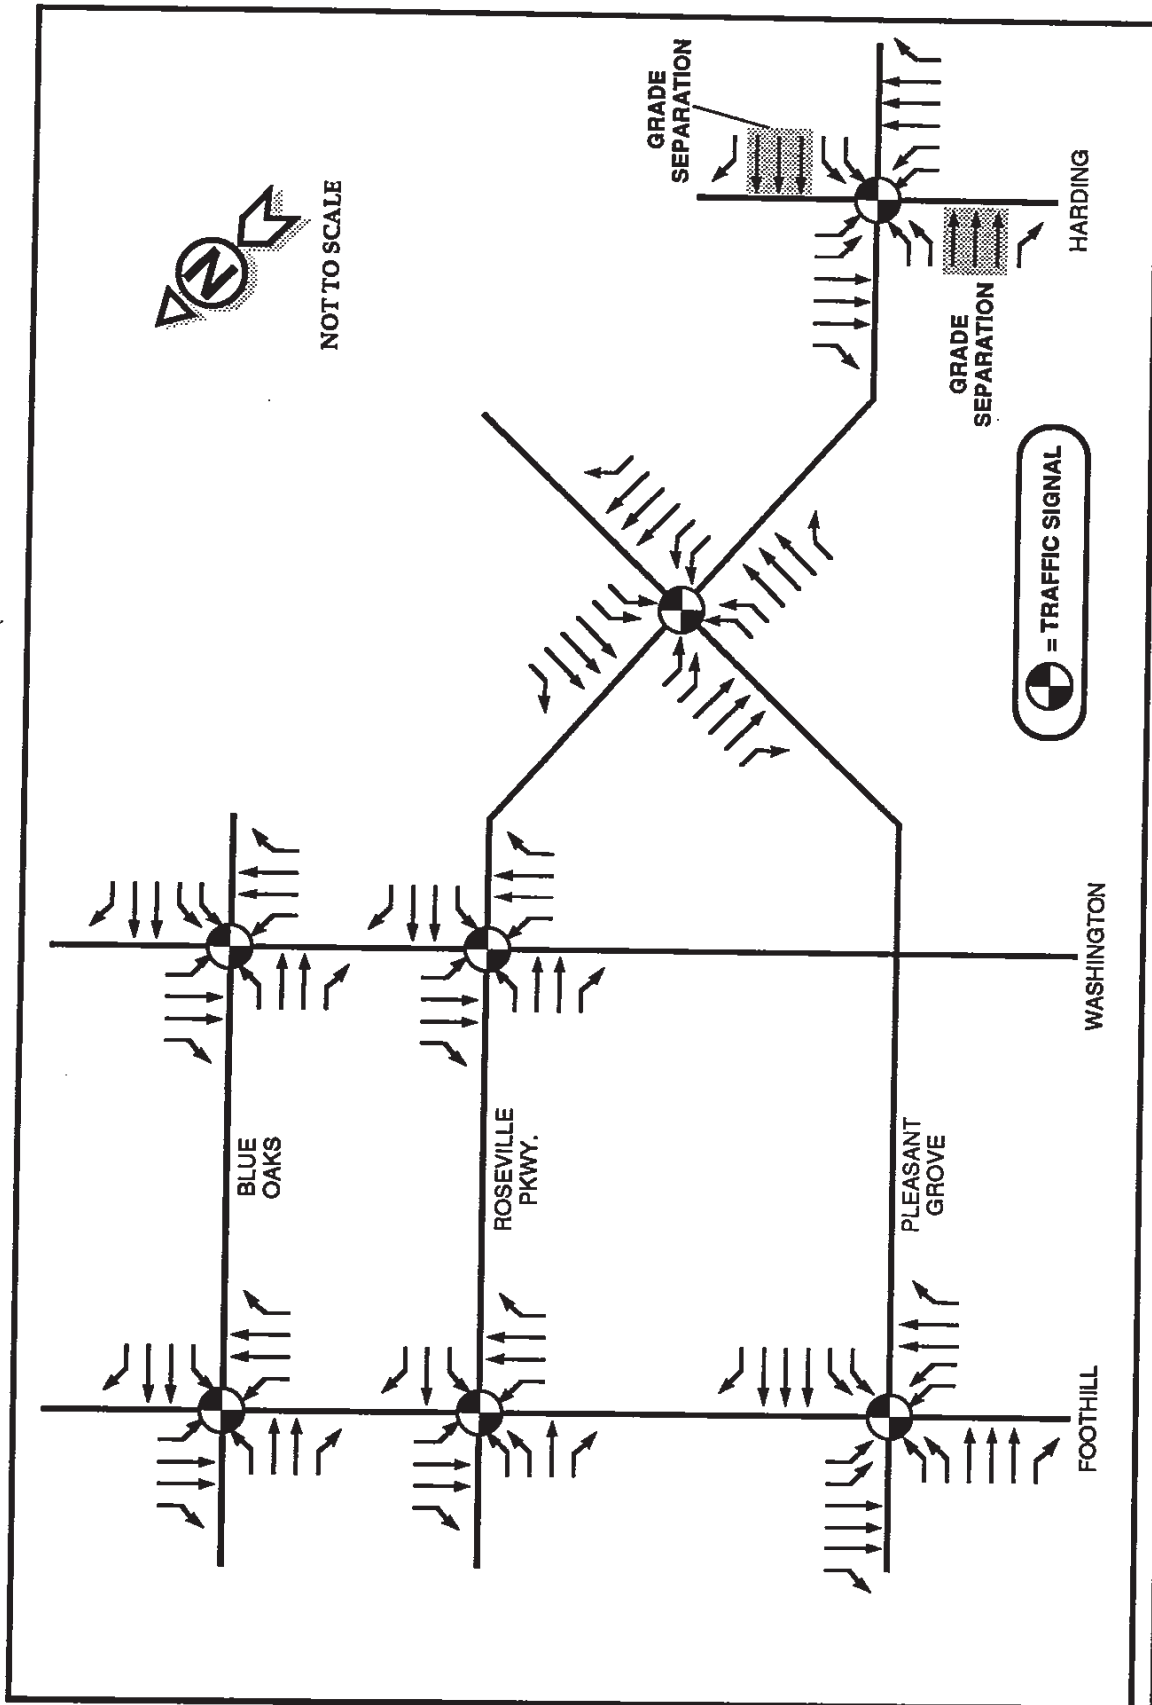 GRADE
SEPARATION
N
NOT TO SCALE
HARDING
GRADE
SEPARATION
= TRAFFIC SIGNAL
BLUE
OAKS
ROSEVILLE
PKWY.
PLEASANT
GROVE
WASHINGTON
FOOTHILL